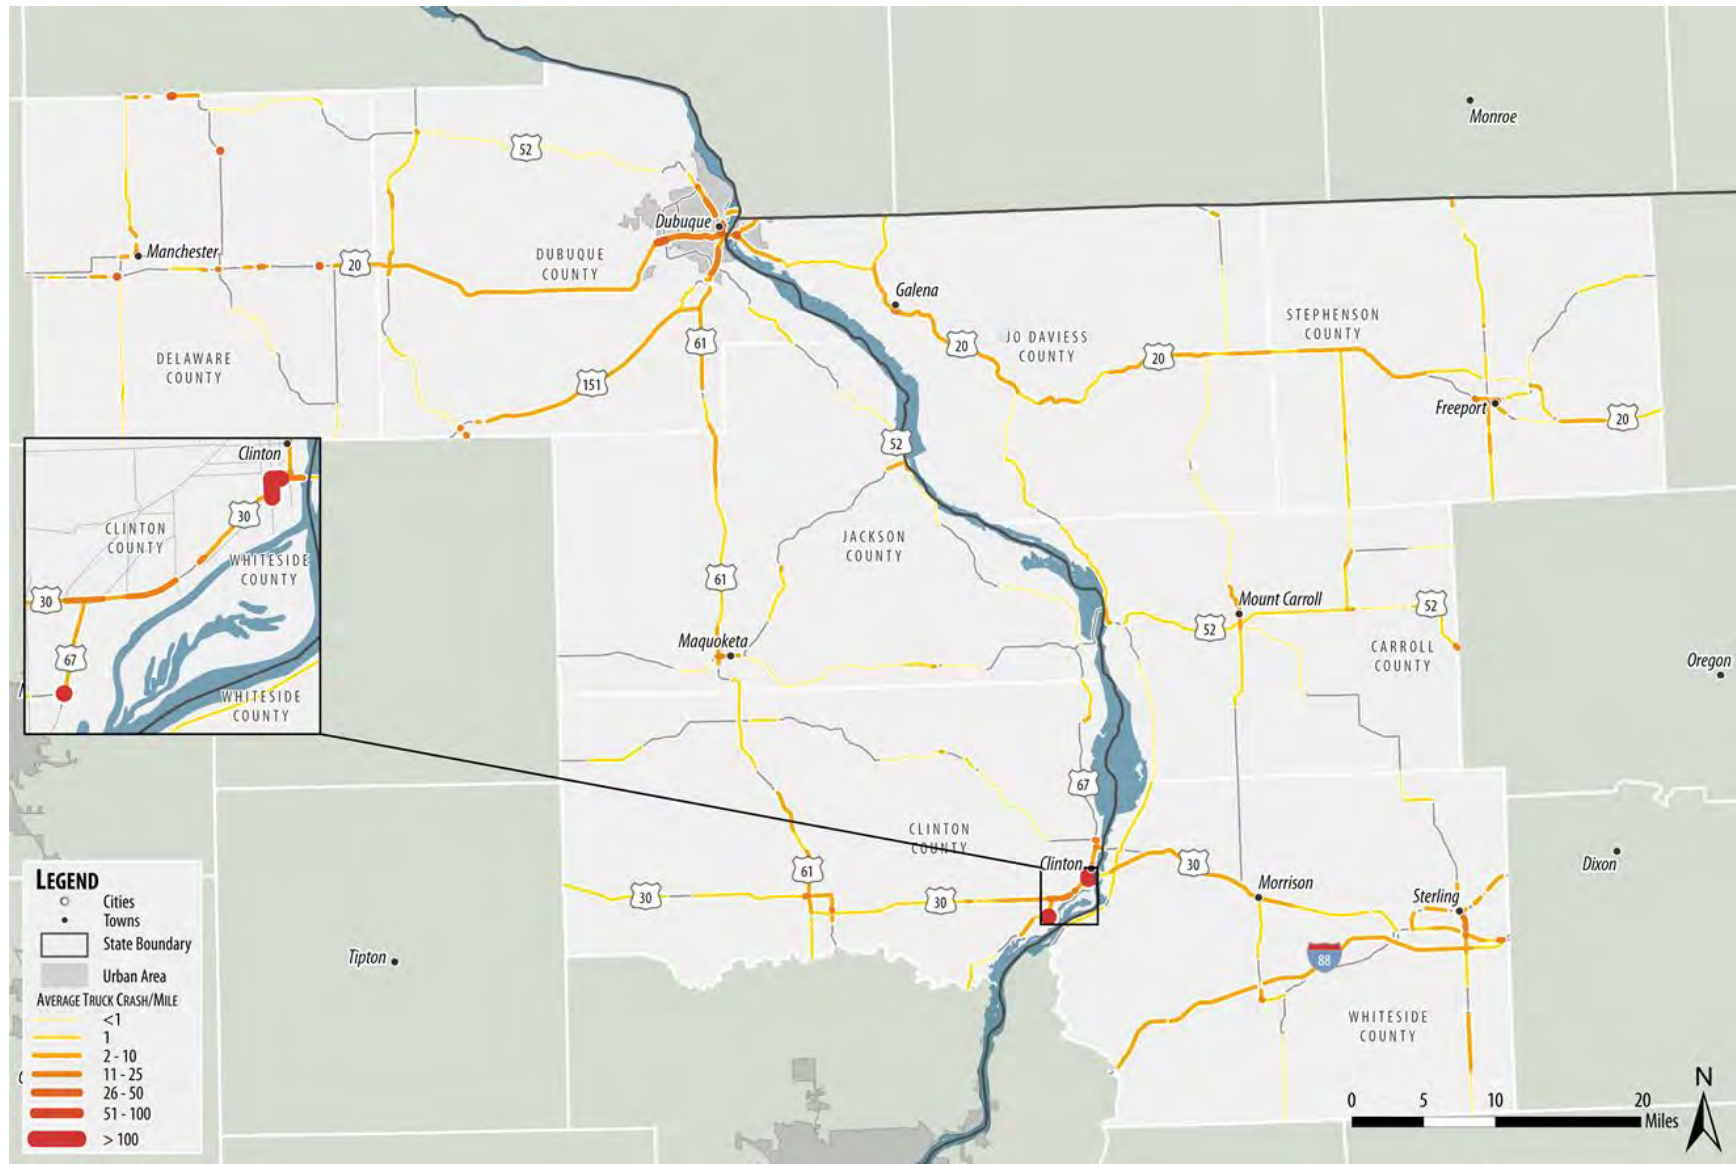 Monroe
52
Dubuque
Manchester
DUBUQUE
COUNTY
20
Galena
STEPHENSON
COUNTY
61
20
JO DAVIESS
COUNTY
20
DELAWARE
COUNTY
151
Freeport
20
52
Clinton
30
CLINTON
COUNTY
WHITESIDE
COUNTY
30
67
WHITESIDE
COUNTY
JACKSON
COUNTY
61
Mount Carroll
52
52
Maquoketa
CARROLL
COUNTY
Oregon
67
CLINTON
COUNTY
Clinton
30
Dixon
61
Morrison
Sterling
30
30
Tipton
88
WHITESIDE
COUNTY
LEGEND
Cities
Towns
State Boundary
Urban Area
AVERAGE TRUCK CRASH/MILE
<1
1
2 - 10
11 - 25
26 - 50
51 - 100
> 100
N
0 5 10 20
Miles